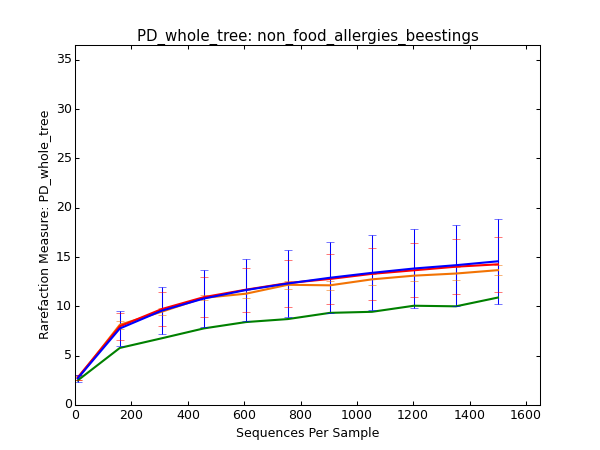 PD_whole_tree: non_food_allergies_beestings
35
30
25
20
15
10
5
0
Rarefaction Measure: PD_whole_tree
0 200 400 600 800 1000 1200 1400 1600
Sequences Per Sample